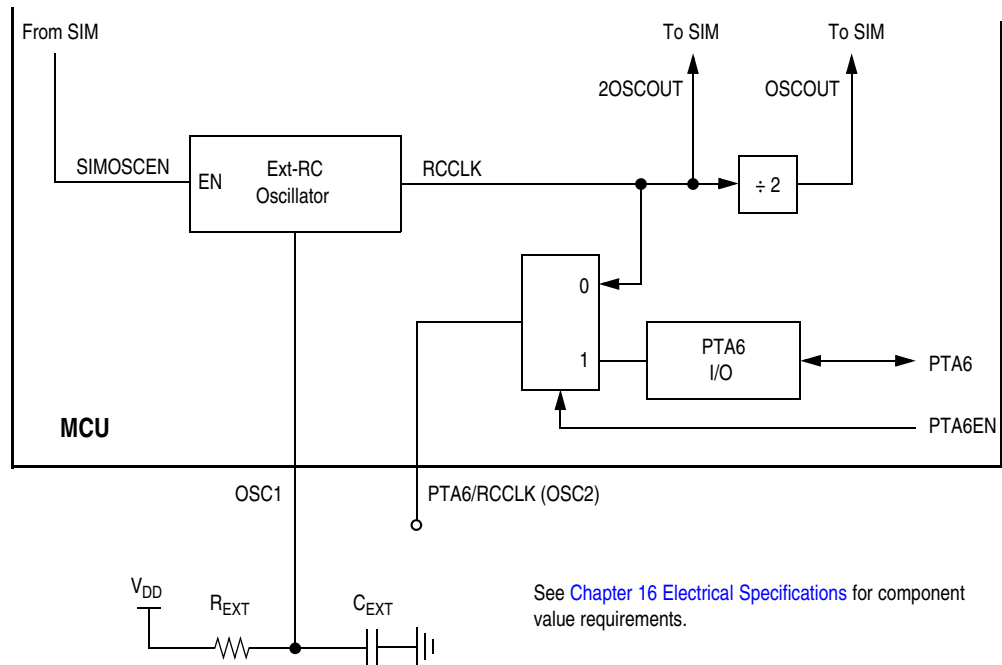 From SIM
To SIM
To SIM
2OSCOUT
OSCOUT
SIMOSCEN
EN
Ext-RC
Oscillator
RCCLK
÷ 2
0
1
PTA6
I/O
PTA6
PTA6EN
MCU
OSC1
PTA6/RCCLK (OSC2)
VDD
REXT
CEXT
See Chapter 16 Electrical Specifications for component
value requirements.